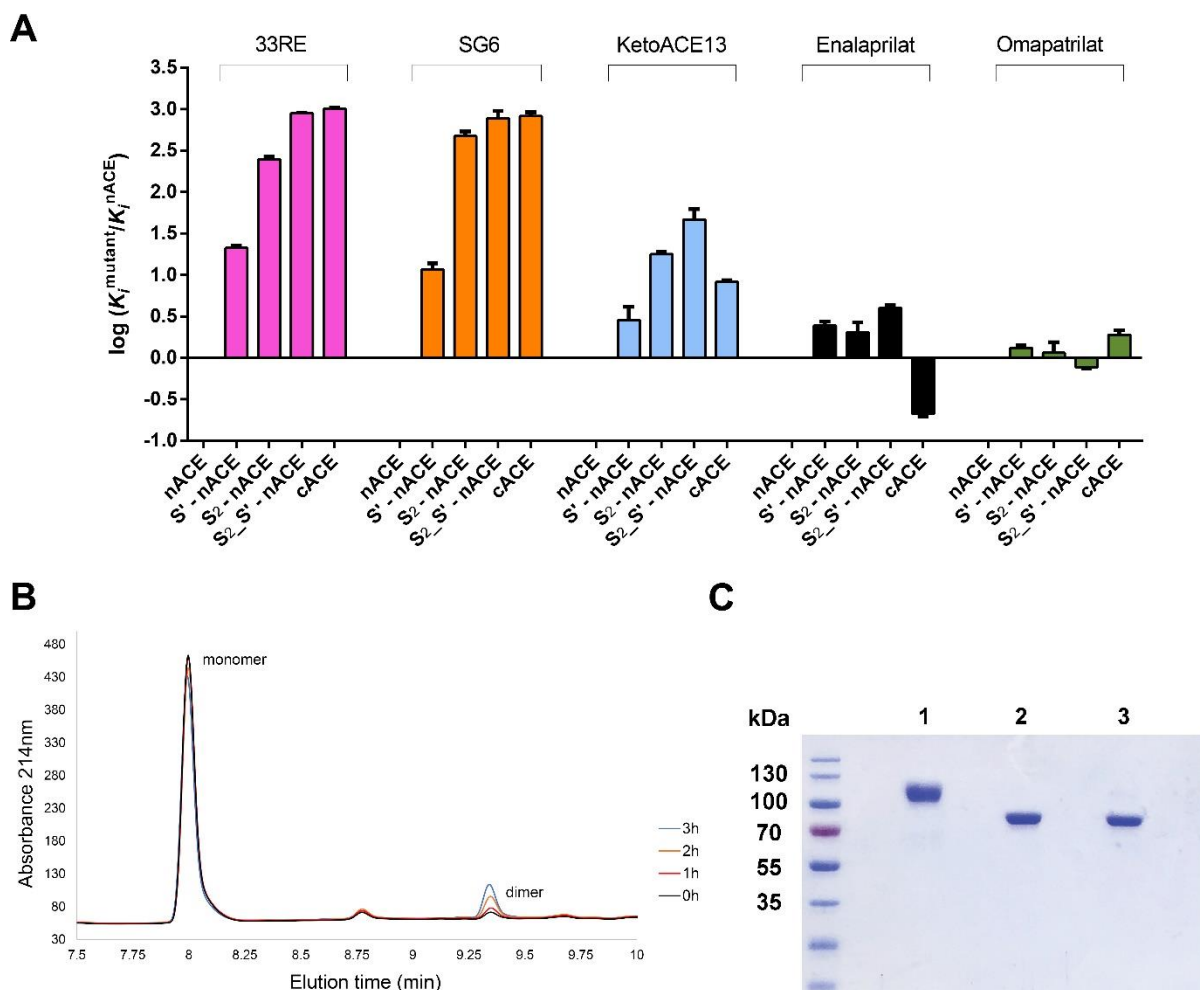 A
33RE SG6 KetoACE13 Enalaprilat Omapatrilat
log (Kᵢᵐᵘᵗᵃⁿᵗ/Kᵢⁿᴬᶜᴱ)
3.5
3.0
2.5
2.0
1.5
1.0
0.5
0.0
-0.5
-1.0
nACE S' - nACE S₂ - nACE S₂_S' - nACE cACE nACE S' - nACE S₂ - nACE S₂_S' - nACE cACE nACE S' - nACE S₂ - nACE S₂_S' - nACE cACE nACE S' - nACE S₂ - nACE S₂_S' - nACE cACE nACE S' - nACE S₂ - nACE S₂_S' - nACE cACE
B
Absorbance 214nm
480
430
380
330
280
230
180
130
80
30
monomer
dimer
3h
2h
1h
0h
7.5 7.75 8 8.25 8.5 8.75 9 9.25 9.5 9.75 10
Elution time (min)
C
kDa 1 2 3
130
100
70
55
35